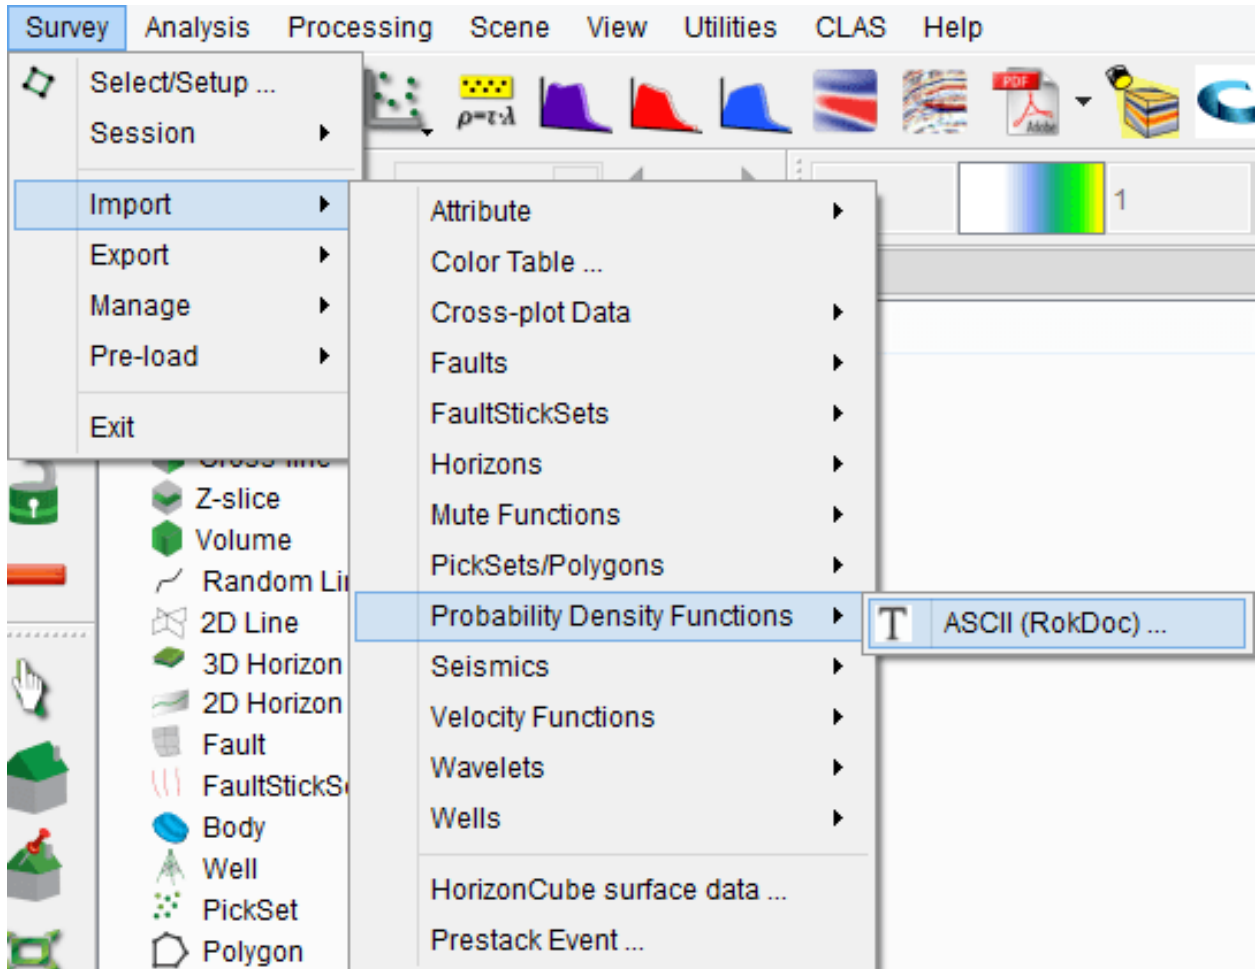 Survey Analysis Processing Scene View Utilities CLAS Help
Select/Setup ...
Session
Import
Export
Manage
Pre-load
Exit
ρ=τ·λ
PDF
Adobe
1
Attribute
Color Table ...
Cross-plot Data
Faults
FaultStickSets
Horizons
Mute Functions
PickSets/Polygons
Probability Density Functions
Seismics
Velocity Functions
Wavelets
Wells
HorizonCube surface data ...
Prestack Event ...
T ASCII (RokDoc) ...
Z-slice
Volume
Random Li
2D Line
3D Horizon
2D Horizon
Fault
FaultStickS
Body
Well
PickSet
Polygon